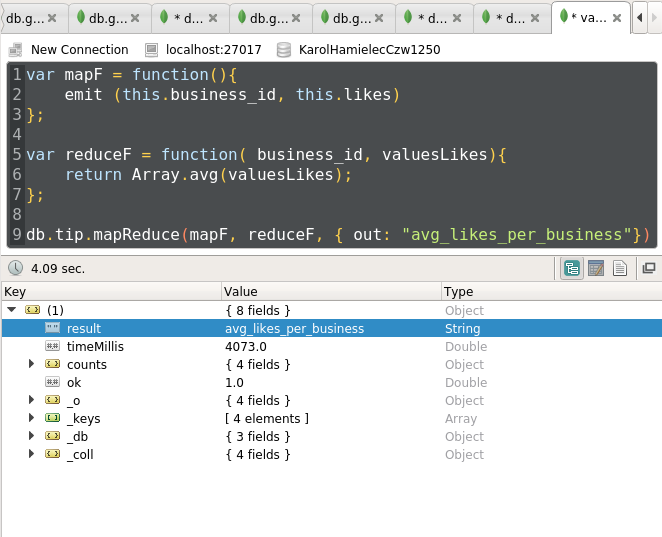 db.g... db.g... * d... db.g... db.g... * d... * d... * va...
New Connection localhost:27017 KarolHamielecCzw1250
1 var mapF = function(){
2 emit (this.business_id, this.likes)
3 };
4
5 var reduceF = function( business_id, valuesLikes){
6 return Array.avg(valuesLikes);
7 };
8
9 db.tip.mapReduce(mapF, reduceF, { out: "avg_likes_per_business"})
4.09 sec.
Key Value Type
(1) { 8 fields } Object
result avg_likes_per_business String
timeMillis 4073.0 Double
counts { 4 fields } Object
ok 1.0 Double
_o { 4 fields } Object
_keys [ 4 elements ] Array
_db { 3 fields } Object
_coll { 4 fields } Object